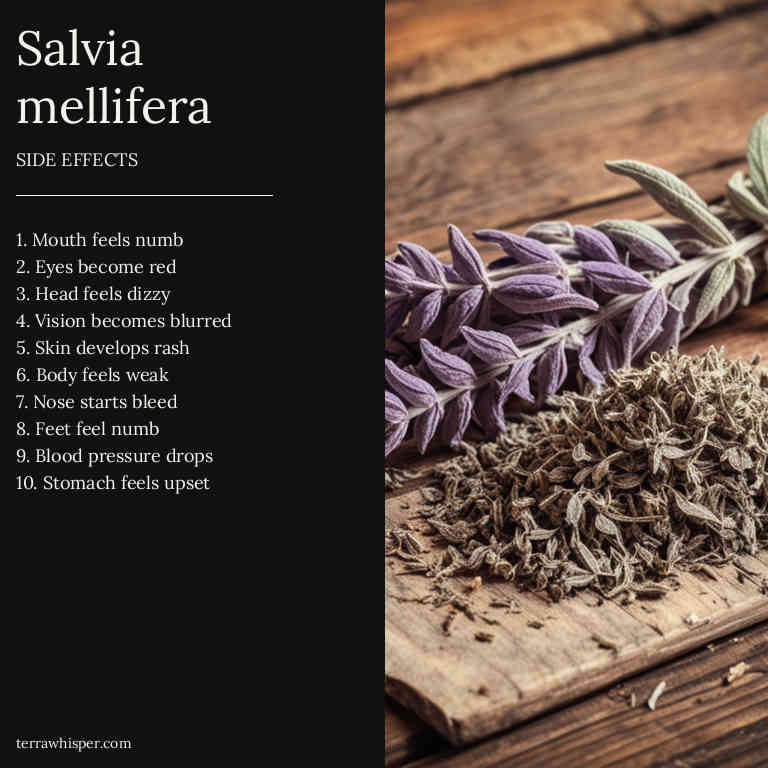 Salvia
mellifera
SIDE EFFECTS
1. Mouth feels numb
2. Eyes become red
3. Head feels dizzy
4. Vision becomes blurred
5. Skin develops rash
6. Body feels weak
7. Nose starts bleed
8. Feet feel numb
9. Blood pressure drops
10. Stomach feels upset
terrawhisper.com